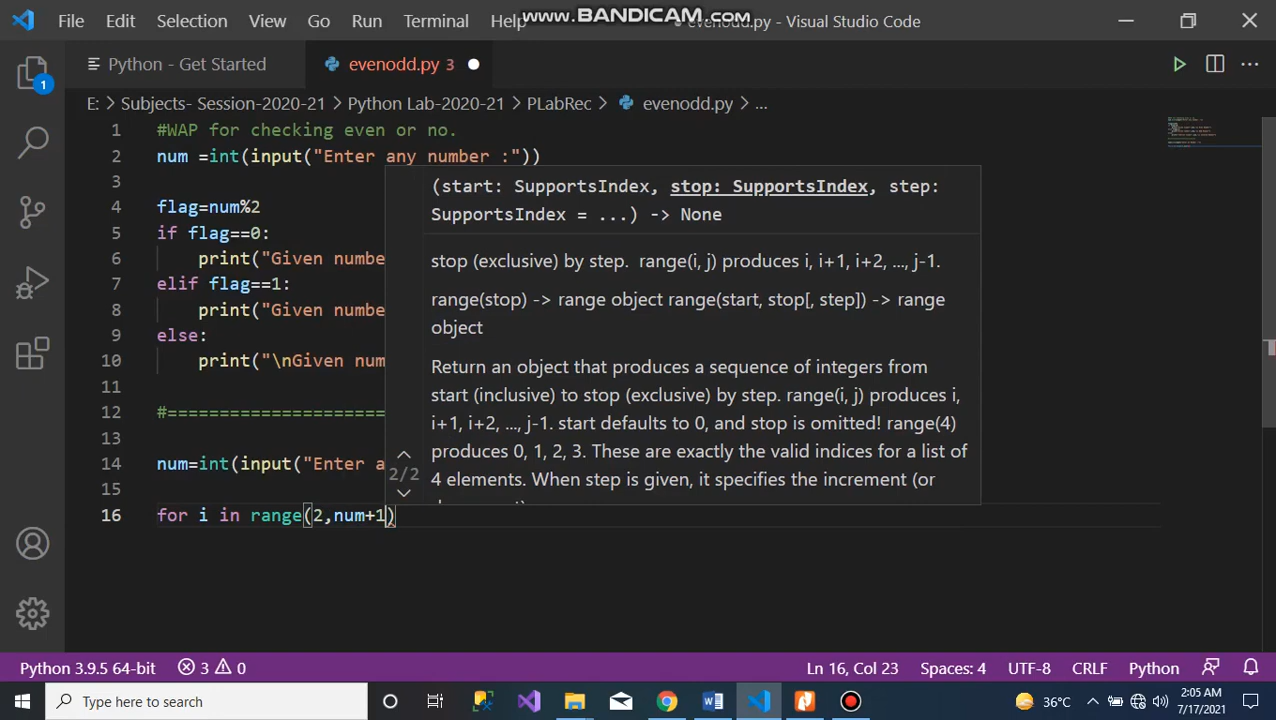 File Edit Selection View Go Run Terminal Help evenodd.py - Visual Studio Code
www.BANDICAM.com
Python - Get Started evenodd.py 3
E: > Subjects- Session-2020-21 > Python Lab-2020-21 > PLabRec > evenodd.py > ...
1
1 #WAP for checking even or no.
2 num =int(input("Enter any number :"))
3
4 flag=num%2
5 if flag==0:
6 print("Given numbe
7 elif flag==1:
8 print("Given numbe
9 else:
10 print("\nGiven num
11
12 #======================
13
14 num=int(input("Enter a
15
16 for i in range(2,num+1)
(start: SupportsIndex, stop: SupportsIndex, step:
SupportsIndex = ...) -> None
stop (exclusive) by step. range(i, j) produces i, i+1, i+2, ..., j-1.
range(stop) -> range object range(start, stop[, step]) -> range
object
Return an object that produces a sequence of integers from
start (inclusive) to stop (exclusive) by step. range(i, j) produces i,
i+1, i+2, ..., j-1. start defaults to 0, and stop is omitted! range(4)
produces 0, 1, 2, 3. These are exactly the valid indices for a list of
4 elements. When step is given, it specifies the increment (or
2/2
Python 3.9.5 64-bit 3 0 Ln 16, Col 23 Spaces: 4 UTF-8 CRLF Python
Type here to search 36°C 2:05 AM
7/17/2021